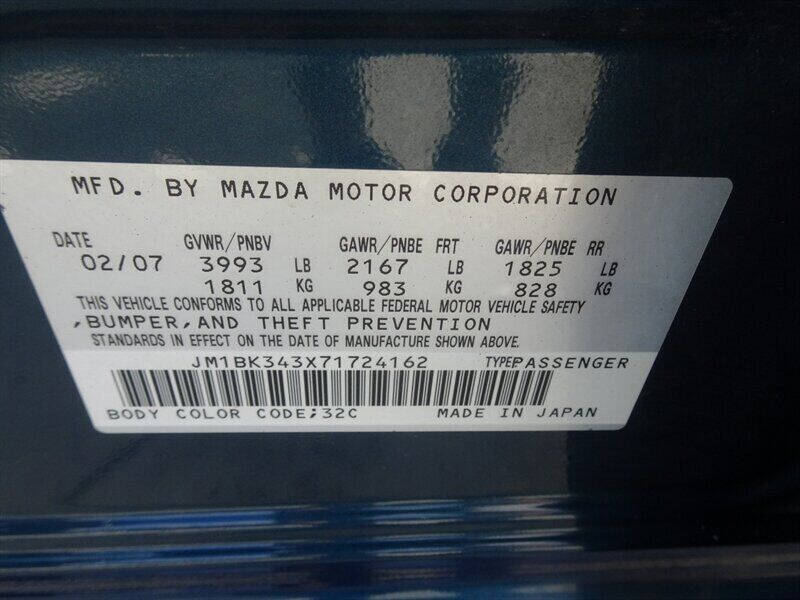 MFD. BY MAZDA MOTOR CORPORATION
DATE GVWR/PNBV GAWR/PNBE FRT GAWR/PNBE RR
02/07 3993 LB 2167 LB 1825 LB
1811 KG 983 KG 828 KG
THIS VEHICLE CONFORMS TO ALL APPLICABLE FEDERAL MOTOR VEHICLE SAFETY
,BUMPER,AND THEFT PREVENTION
STANDARDS IN EFFECT ON THE DATE OF MANUFACTURE SHOWN ABOVE.
JM1BK343X71724162 TYPE:PASSENGER
BODY COLOR CODE;32C MADE IN JAPAN